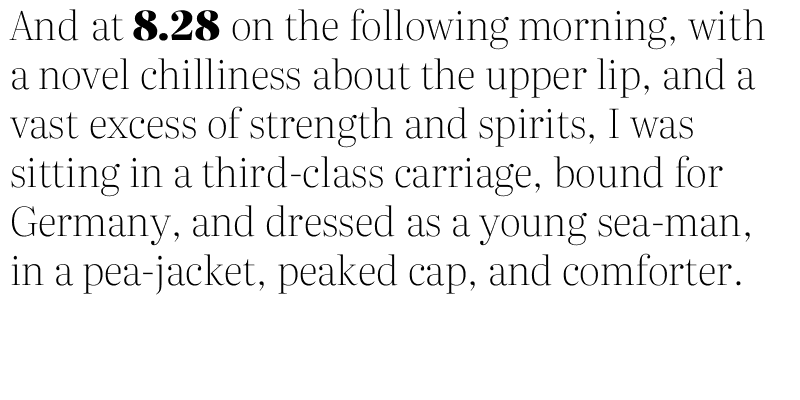 And at 8.28 on the following morning, with
a novel chilliness about the upper lip, and a
vast excess of strength and spirits, I was
sitting in a third-class carriage, bound for
Germany, and dressed as a young sea-man,
in a pea-jacket, peaked cap, and comforter.